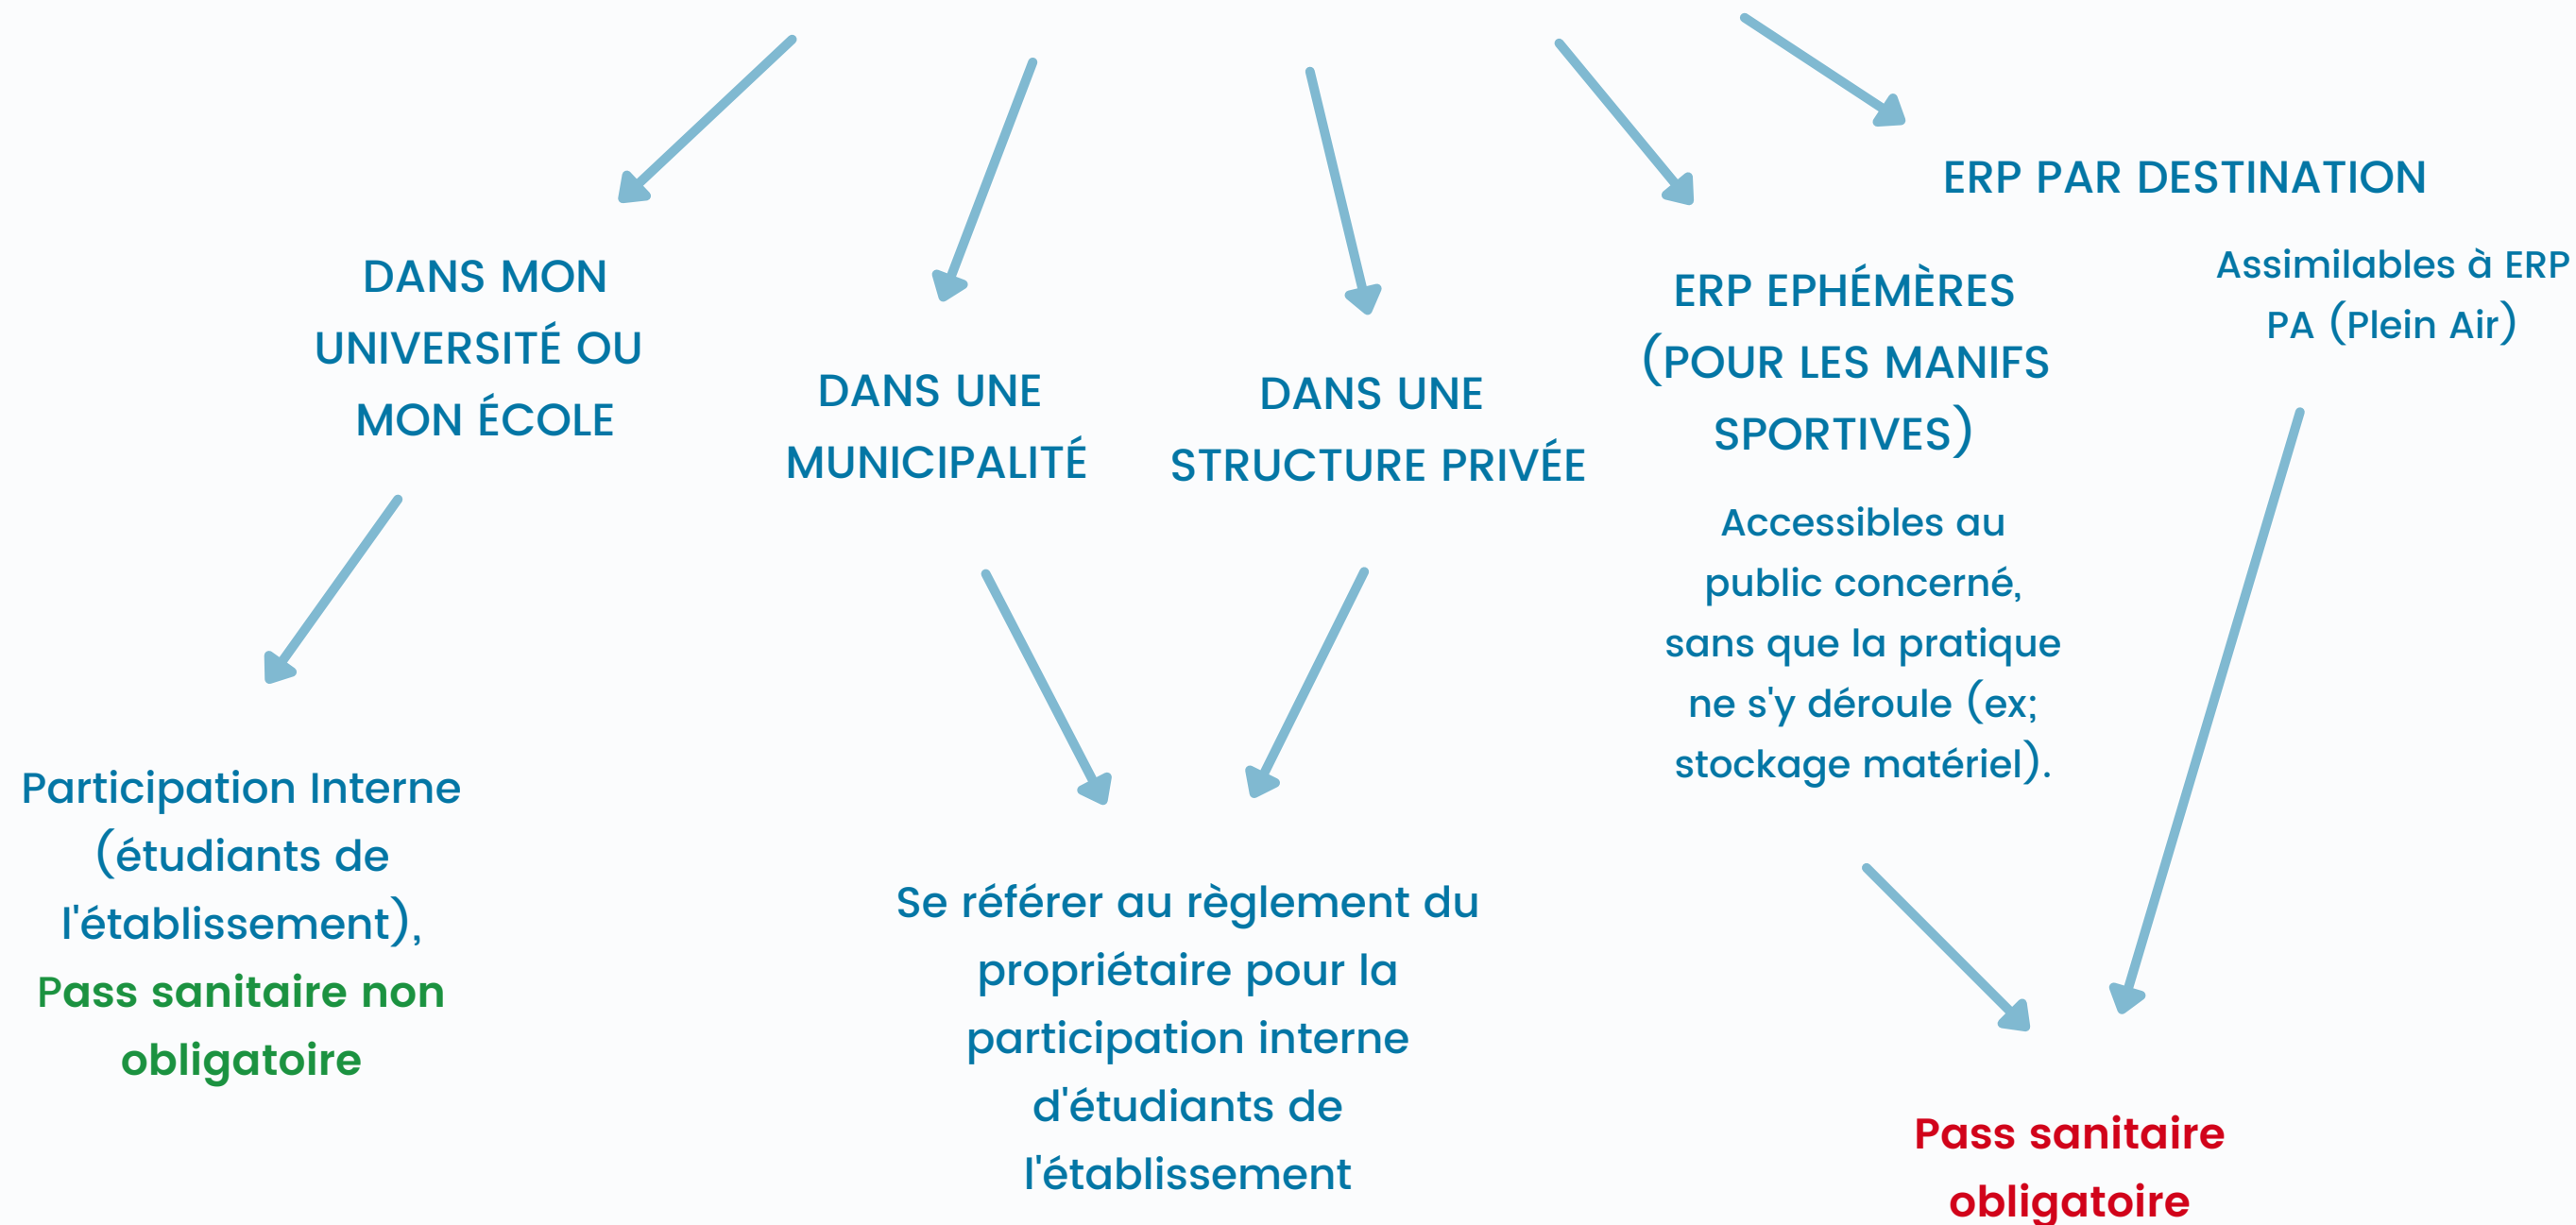 DANS MON
UNIVERSITÉ OU
MON ÉCOLE
Participation Interne
(étudiants de
l'établissement),
Pass sanitaire non
obligatoire
DANS UNE
MUNICIPALITÉ
DANS UNE
STRUCTURE PRIVÉE
Se référer au règlement du
propriétaire pour la
participation interne
d'étudiants de
l'établissement
ERP EPHÉMÈRES
(POUR LES MANIFS
SPORTIVES)
Accessibles au
public concerné,
sans que la pratique
ne s'y déroule (ex;
stockage matériel).
ERP PAR DESTINATION
Assimilables à ERP
PA (Plein Air)
Pass sanitaire
obligatoire